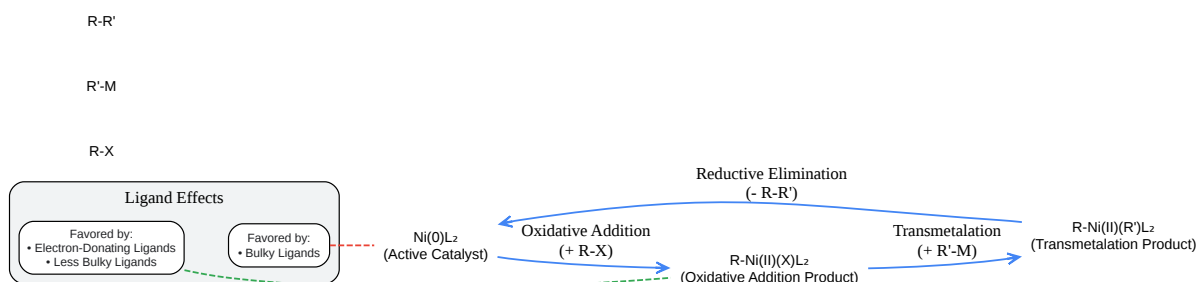 R-R'
R'-M
R-X
Ligand Effects
Favored by:
• Electron-Donating Ligands
• Less Bulky Ligands
Favored by:
• Bulky Ligands
Ni(0)L₂
(Active Catalyst)
Oxidative Addition
(+ R-X)
Reductive Elimination
(- R-R')
R-Ni(II)(X)L₂
(Oxidative Addition Product)
Transmetalation
(+ R'-M)
R-Ni(II)(R')L₂
(Transmetalation Product)